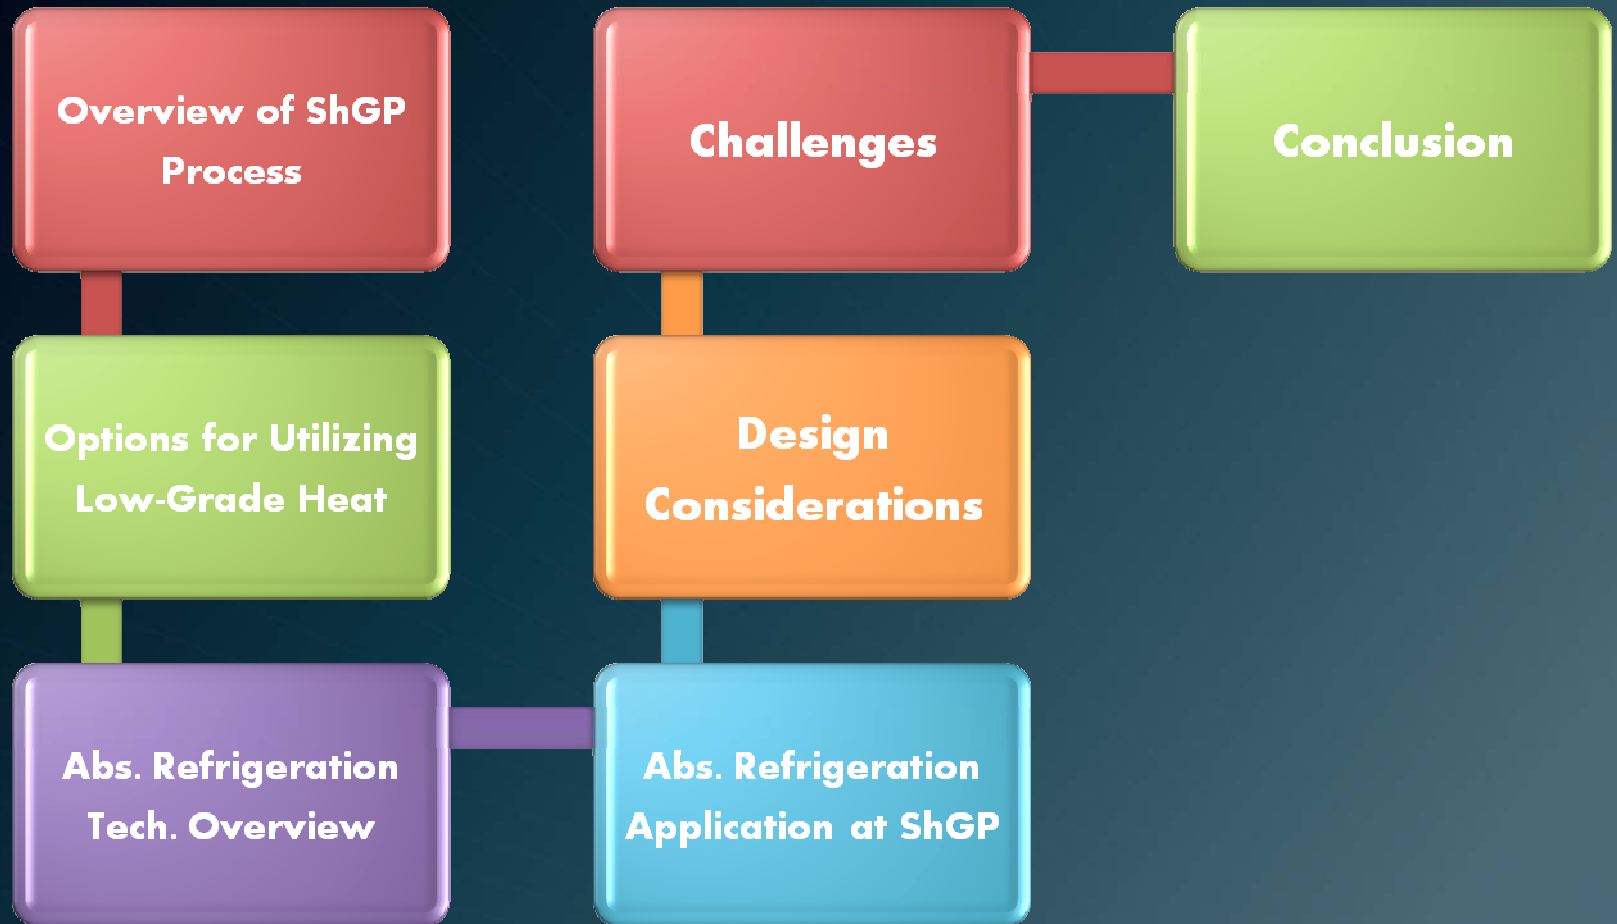 Overview of ShGP
Process
Options for Utilizing
Low-Grade Heat
Abs. Refrigeration
Tech. Overview
Abs. Refrigeration
Application at ShGP
Design
Considerations
Challenges
Conclusion